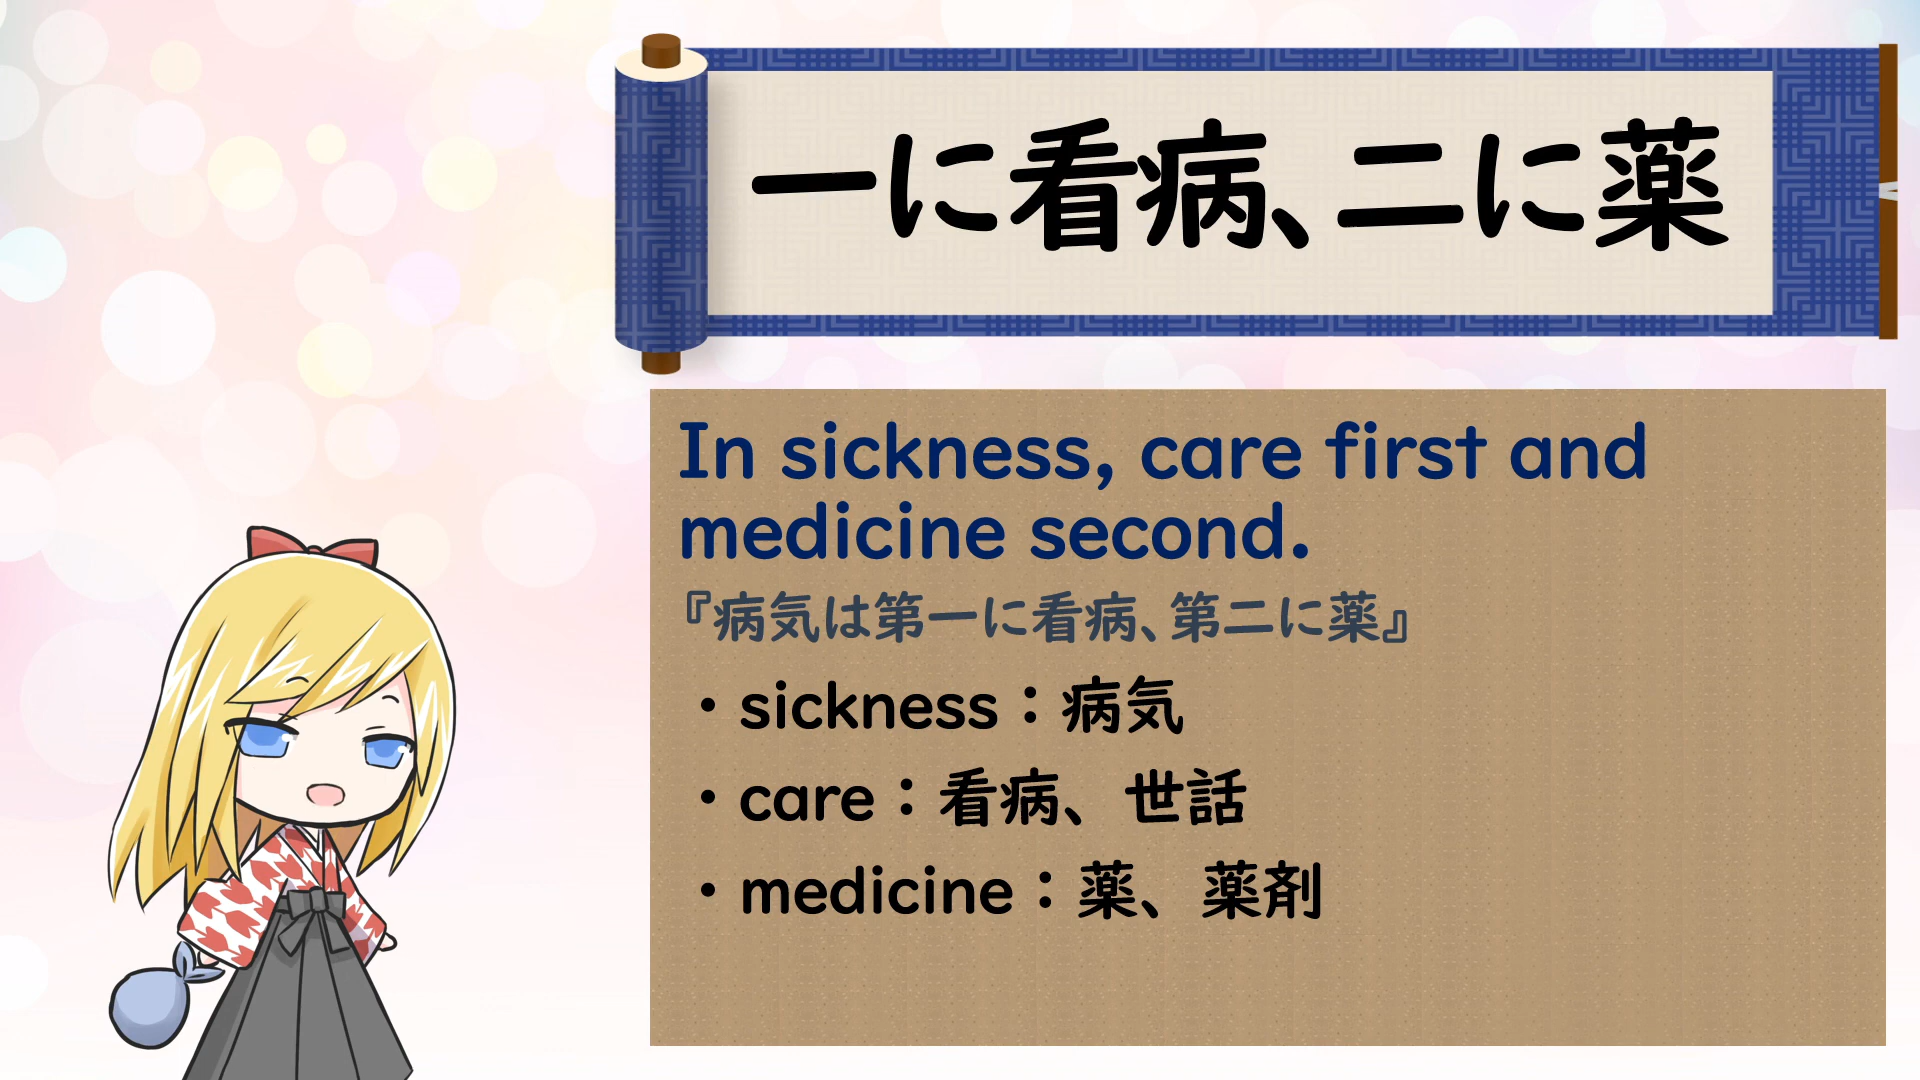 一に看病、二に薬
In sickness, care first and
medicine second.
『病気は第一に看病、第二に薬』
・sickness：病気
・care：看病、世話
・medicine：薬、薬剤